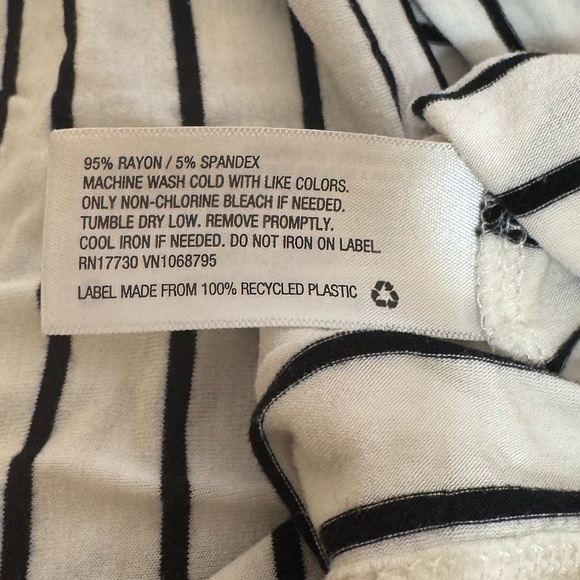 95% RAYON / 5% SPANDEX
MACHINE WASH COLD WITH LIKE COLORS.
ONLY NON-CHLORINE BLEACH IF NEEDED.
TUMBLE DRY LOW. REMOVE PROMPTLY.
COOL IRON IF NEEDED. DO NOT IRON ON LABEL.
RN17730 VN1068795
LABEL MADE FROM 100% RECYCLED PLASTIC